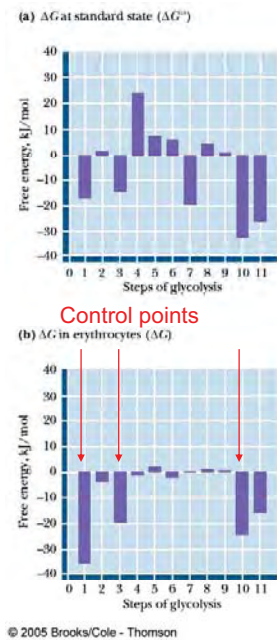 (a) ΔG at standard state (ΔG°′)
40
30
20
10
0
−10
−20
−30
−40
Free energy, kJ/mol
0 1 2 3 4 5 6 7 8 9 10 11
Steps of glycolysis
Control points
(b) ΔG in erythrocytes (ΔG)
40
30
20
10
0
−10
−20
−30
−40
Free energy, kJ/mol
0 1 2 3 4 5 6 7 8 9 10 11
Steps of glycolysis
© 2005 Brooks/Cole - Thomson